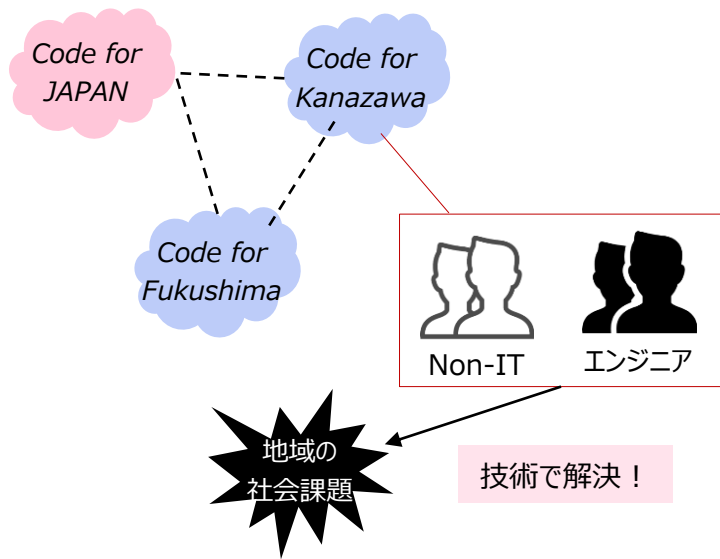 Code for
JAPAN
Code for
Kanazawa
Code for
Fukushima
Non-IT
エンジニア
地域の
社会課題
技術で解決！